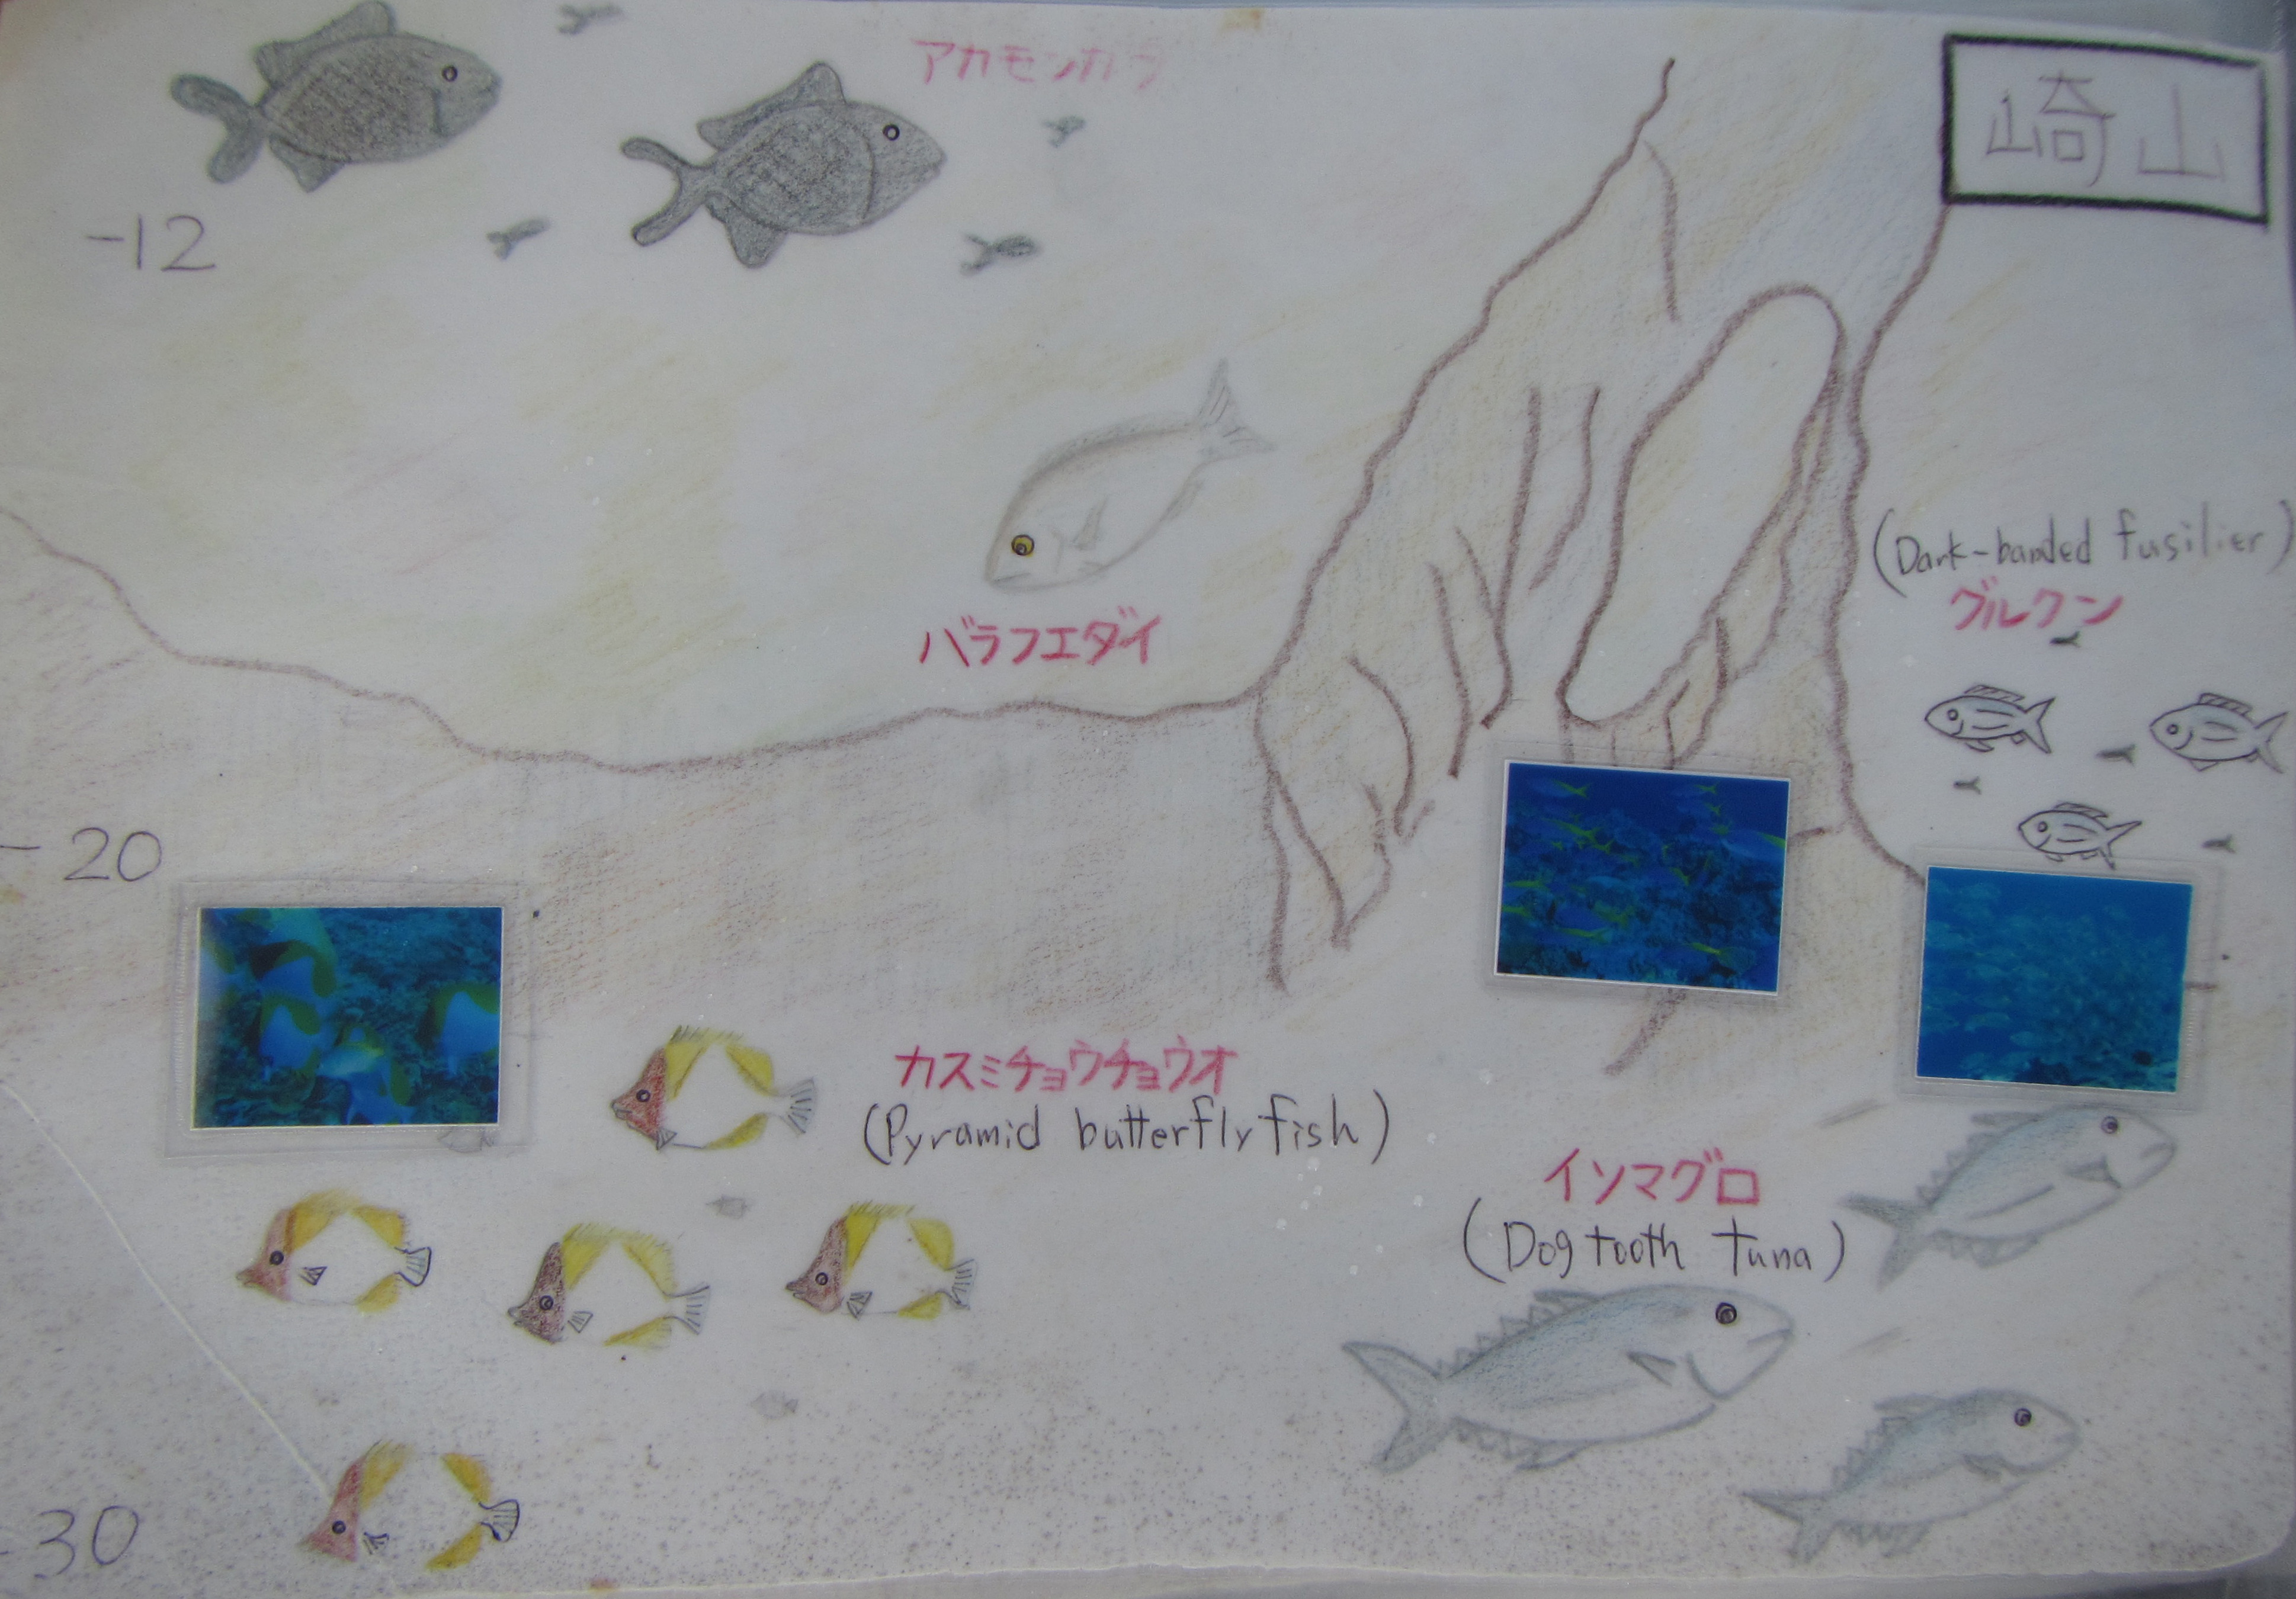 アカモンガラ
崎山
-12
(Dark-banded fusilier)
グルクン
バラフエダイ
-20
カスミチョウチョウオ
(Pyramid butterflyfish)
イソマグロ
(Dog tooth tuna)
-30